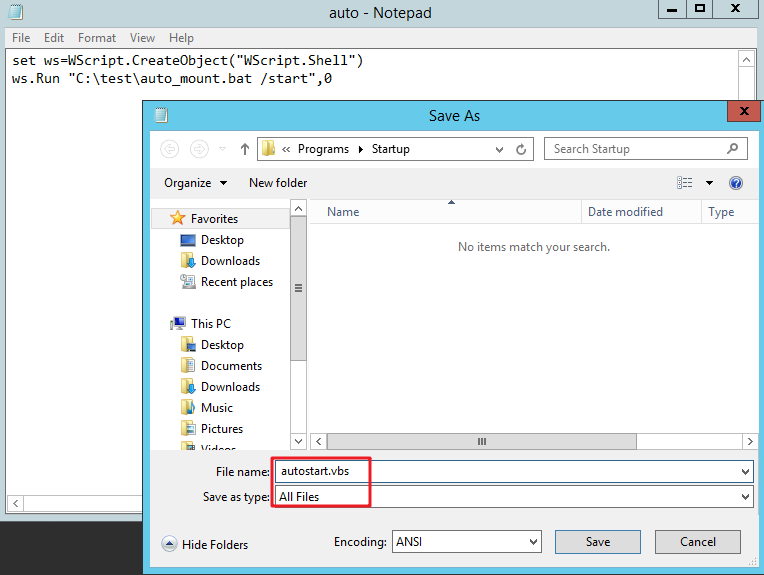 auto - Notepad
File Edit Format View Help
set ws=WScript.CreateObject("WScript.Shell")
ws.Run "C:\test\auto_mount.bat /start",0
Save As
« Programs Startup
Search Startup
Organize New folder
Name Date modified Type
No items match your search.
Favorites
Desktop
Downloads
Recent places
This PC
Desktop
Documents
Downloads
Music
Pictures
Videos
File name: autostart.vbs
Save as type: All Files
Hide Folders Encoding: ANSI Save Cancel